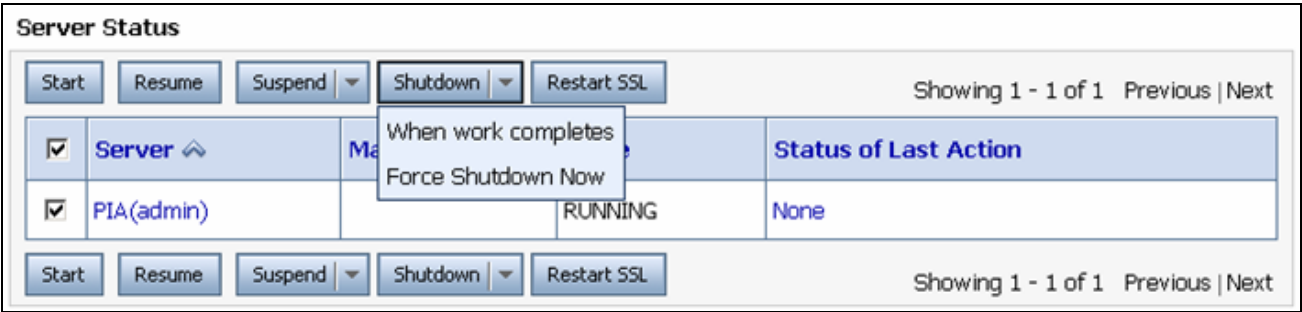 Server Status
Start Resume Suspend Shutdown Restart SSL Showing 1 - 1 of 1 Previous | Next
When work completes
Server Status of Last Action
Force Shutdown Now
PIA(admin) RUNNING None
Start Resume Suspend Shutdown Restart SSL Showing 1 - 1 of 1 Previous | Next